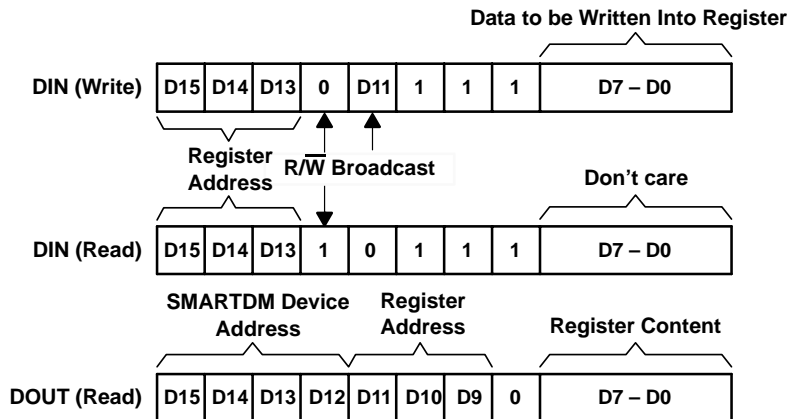 Data to be Written Into Register
DIN (Write) D15 D14 D13 0 D11 1 1 1 D7 – D0
Register
Address
R/W̅ Broadcast
Don't care
DIN (Read) D15 D14 D13 1 0 1 1 1 D7 – D0
SMARTDM Device
Address
Register
Address
Register Content
DOUT (Read) D15 D14 D13 D12 D11 D10 D9 0 D7 – D0